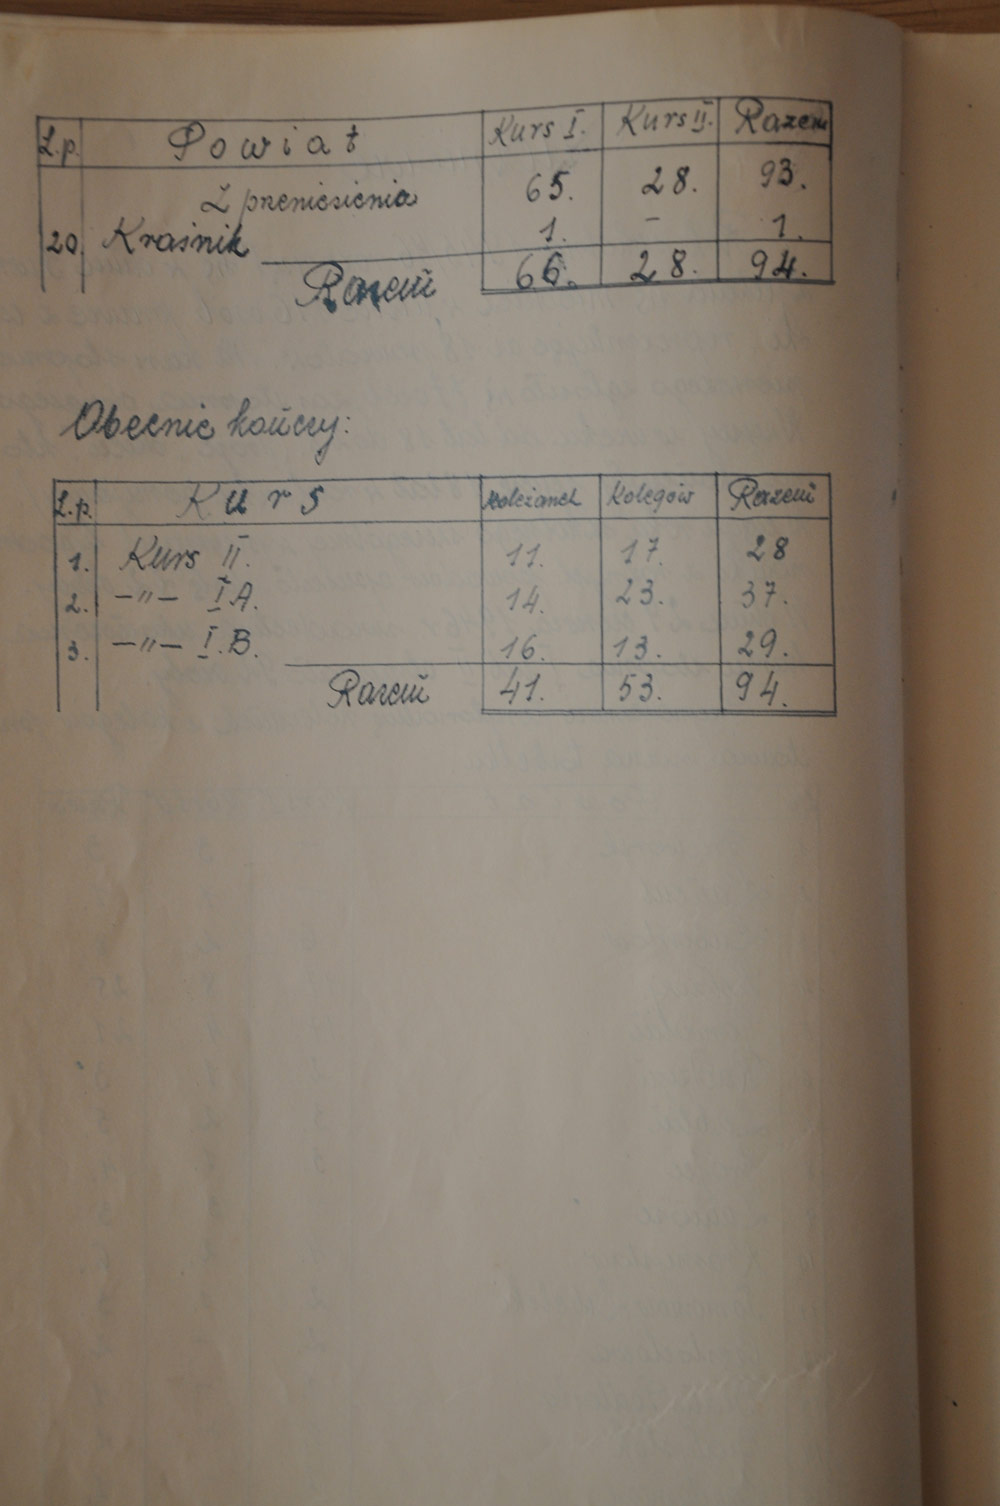 L.p. Powiat Kurs I. Kurs II. Razem
Z przeniesienia 65. 28. 93.
20. Kraśnik 1. - 1.
Razem 66. 28. 94.
Obecnie kończy:
L.p. Kurs Koleżanek Kolegów Razem
1. Kurs II. 11. 17. 28
2. —"— I A. 14. 23. 37.
3. —"— I. B. 16. 13. 29.
Razem 41. 53. 94.